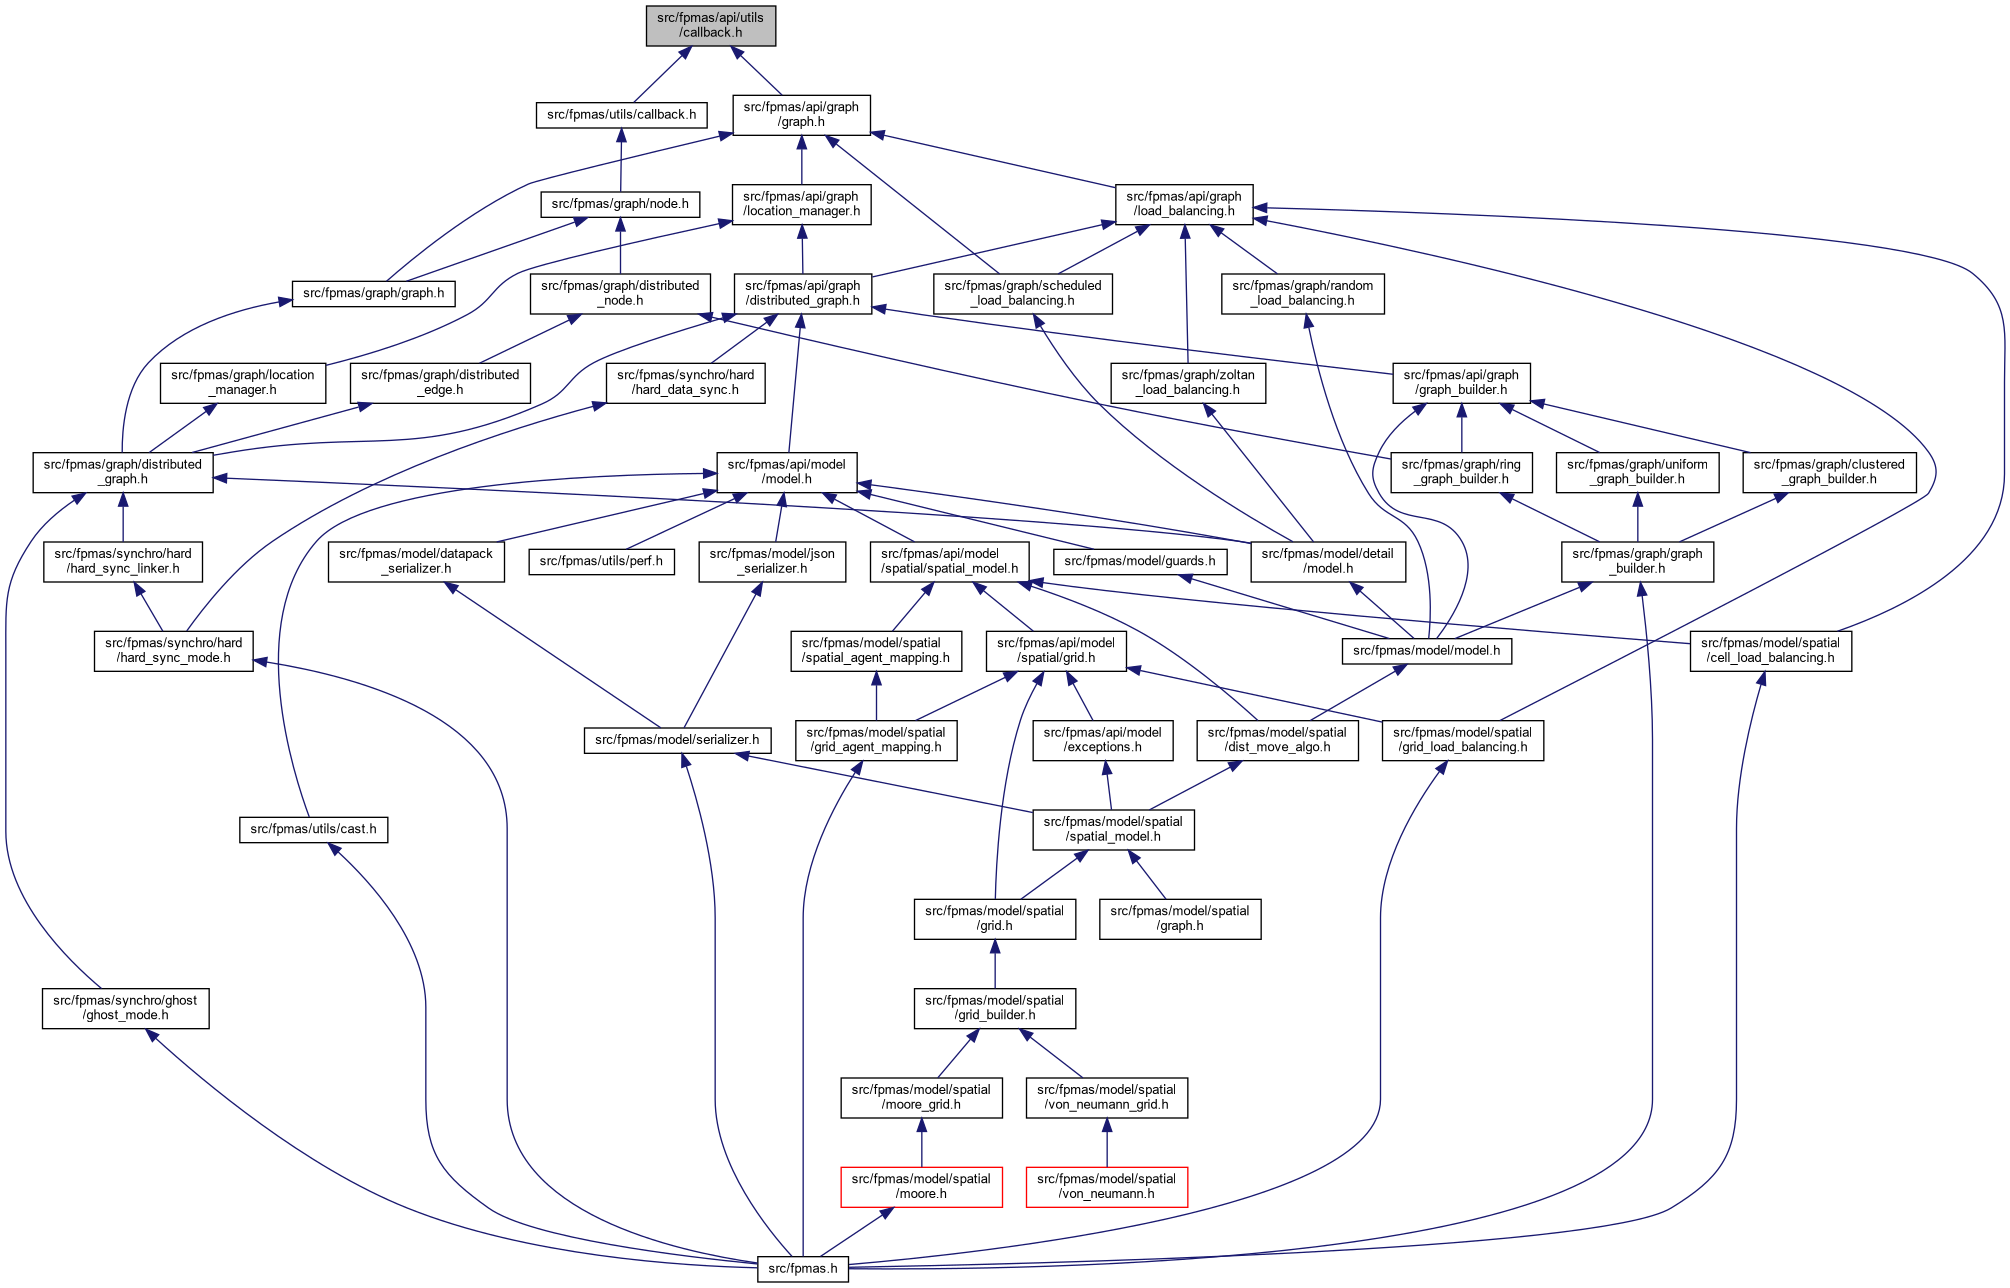 src/fpmas/api/utils
/callback.h
src/fpmas/utils/callback.h
src/fpmas/api/graph
/graph.h
src/fpmas/graph/node.h
src/fpmas/api/graph
/location_manager.h
src/fpmas/api/graph
/load_balancing.h
src/fpmas/graph/graph.h
src/fpmas/graph/distributed
_node.h
src/fpmas/api/graph
/distributed_graph.h
src/fpmas/graph/scheduled
_load_balancing.h
src/fpmas/graph/random
_load_balancing.h
src/fpmas/graph/location
_manager.h
src/fpmas/graph/distributed
_edge.h
src/fpmas/synchro/hard
/hard_data_sync.h
src/fpmas/graph/zoltan
_load_balancing.h
src/fpmas/api/graph
/graph_builder.h
src/fpmas/graph/distributed
_graph.h
src/fpmas/api/model
/model.h
src/fpmas/graph/ring
_graph_builder.h
src/fpmas/graph/uniform
_graph_builder.h
src/fpmas/graph/clustered
_graph_builder.h
src/fpmas/synchro/hard
/hard_sync_linker.h
src/fpmas/model/datapack
_serializer.h
src/fpmas/utils/perf.h
src/fpmas/model/json
_serializer.h
src/fpmas/api/model
/spatial/spatial_model.h
src/fpmas/model/guards.h
src/fpmas/model/detail
/model.h
src/fpmas/graph/graph
_builder.h
src/fpmas/synchro/hard
/hard_sync_mode.h
src/fpmas/model/spatial
/spatial_agent_mapping.h
src/fpmas/api/model
/spatial/grid.h
src/fpmas/model/model.h
src/fpmas/model/spatial
/cell_load_balancing.h
src/fpmas/model/serializer.h
src/fpmas/model/spatial
/grid_agent_mapping.h
src/fpmas/api/model
/exceptions.h
src/fpmas/model/spatial
/dist_move_algo.h
src/fpmas/model/spatial
/grid_load_balancing.h
src/fpmas/utils/cast.h
src/fpmas/model/spatial
/spatial_model.h
src/fpmas/model/spatial
/grid.h
src/fpmas/model/spatial
/graph.h
src/fpmas/synchro/ghost
/ghost_mode.h
src/fpmas/model/spatial
/grid_builder.h
src/fpmas/model/spatial
/moore_grid.h
src/fpmas/model/spatial
/von_neumann_grid.h
src/fpmas/model/spatial
/moore.h
src/fpmas/model/spatial
/von_neumann.h
src/fpmas.h